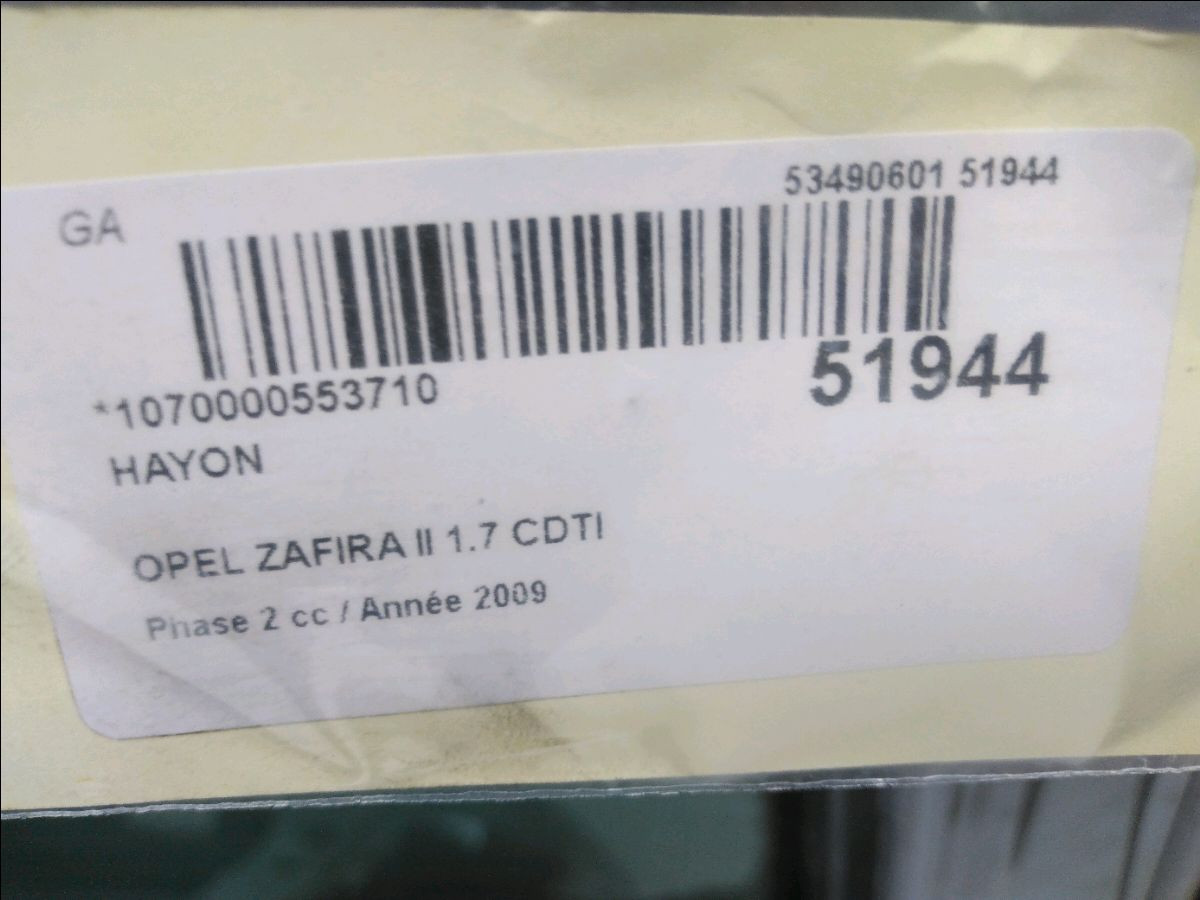 GA
53490601 51944
*1070000553710
51944
HAYON
OPEL ZAFIRA II 1.7 CDTI
Phase 2 cc / Année 2009